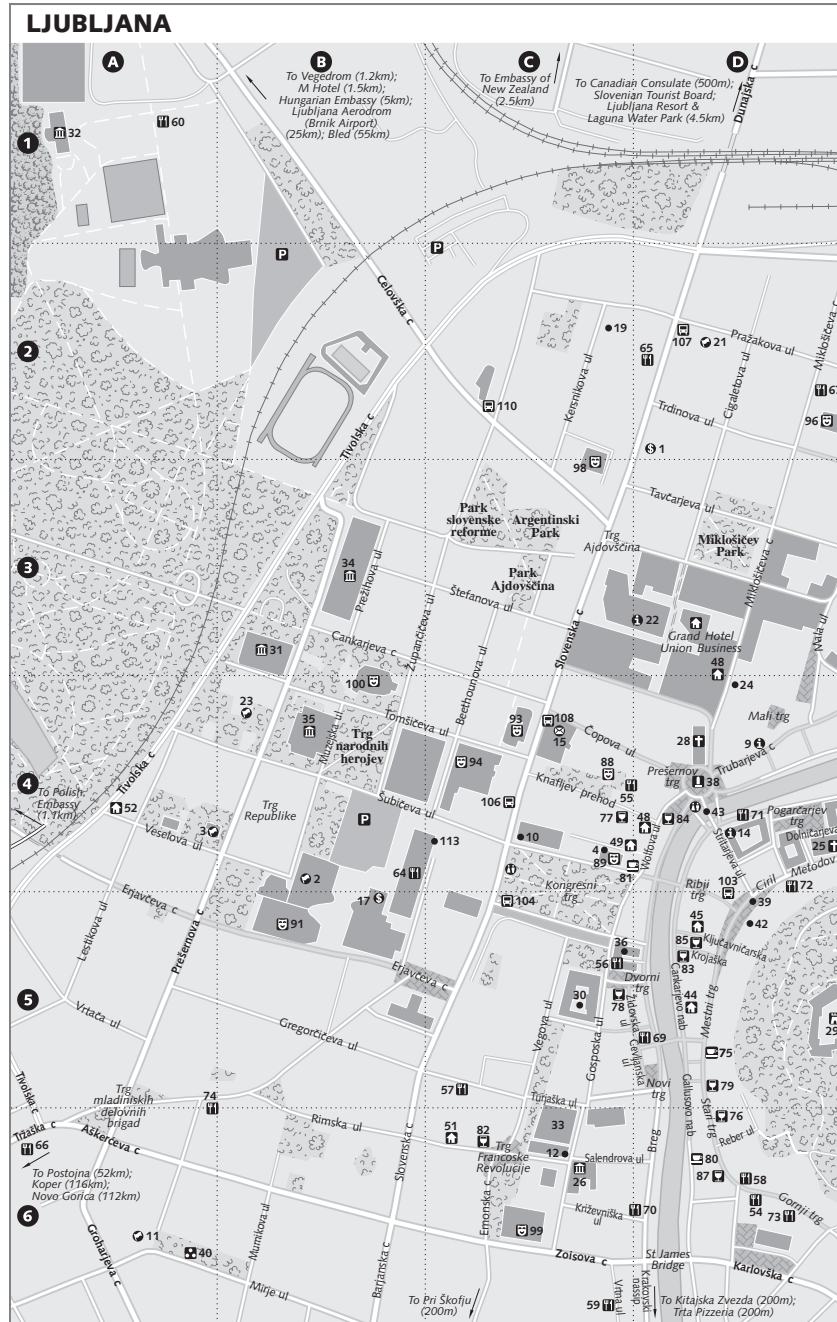 LJUBLJANA
A
B
C
D
To Vegedrom (1.2km);
M Hotel (1.5km);
Hungarian Embassy (5km);
Ljubljana Aerodrom
(Brnik Airport)
(25km); Bled (55km)
To Embassy of
New Zealand
(2.5km)
To Canadian Consulate (500m);
Slovenian Tourist Board;
Ljubljana Resort &
Laguna Water Park (4.5km)
Dunajska c
1
32
60
P
P
Celovška c
2
19
65
107
21
Pražakova ul
Miklošičeva c
Kersnikova ul
Cigaletova ul
67
110
Trdinova ul
96
Tivolska c
98
1
Tavčarjeva ul
Park
slovenske
reforme
Argentinski
Park
Trg
Ajdovščina
Miklošičev
Park
3
34
Prežihova ul
Park
Ajdovščina
Štefanova ul
Župančičeva ul
Miklošičeva c
22
Slovenska c
Grand Hotel
Union Business
Nala ul
Cankarjeva c
31
Beethounova ul
48
24
100
23
35
Muzejska ul
Tomšičeva ul
Trg
narodnih
herojev
93
108
15
Čopova ul
Mali trg
28
9
Trubarjeva c
94
88
Prešernov
trg
38
Knafljev prehod
55
4
To Polish
Embassy
(1.1km)
Tivolska c
52
Trg
Republike
Šubičeva ul
106
77
48
84
43
71
Pogarčarjev
trg
14
Dolničarjeva
3
Veselova ul
P
113
10
49
4
89
Wolfova ul
Stritarjeva ul
25
Metodov
64
81
2
Kongresni
trg
Ribji
trg
103
Ciril
72
Erjavčeva c
17
104
39
42
Lestikova ul
91
45
Prešernova c
36
85
Ključavničarska
56
Krojaška
83
Dvorni
trg
Erjavčeva c
5
30
78
Cankarjevo nab
44
Mestni trg
29
Vrtača ul
Vegova ul
Židovska ul
Gregorčičeva ul
Gosposka ul
Cevljarska ul
69
75
Tivolska c
Novi
trg
Trg
mladiniskih
delovnih
brigad
74
57
79
Turjaška ul
Gallusovo nab
Stari trg
76
Rimska ul
51
82
33
Reber ul
Tržaška c
66
Aškerčeva c
Trg
Francoske
Revolucije
12
Salendrova ul
Breg
80
26
87
58
To Postojna (52km);
Koper (116km);
Novo Gorica (112km)
Slovenska c
54
Gornji trg
73
6
Emonska c
99
Križevniška
ul
70
Groharjeva c
11
40
Murnikova ul
Zoisova c
St James
Bridge
Karlovška c
Mirje ul
Barjanska c
To Pri Škofju
(200m)
59
Vrtna ul
Krakovski
nassip
To Kitajska Zvezda (200m);
Trta Pizzeria (200m)